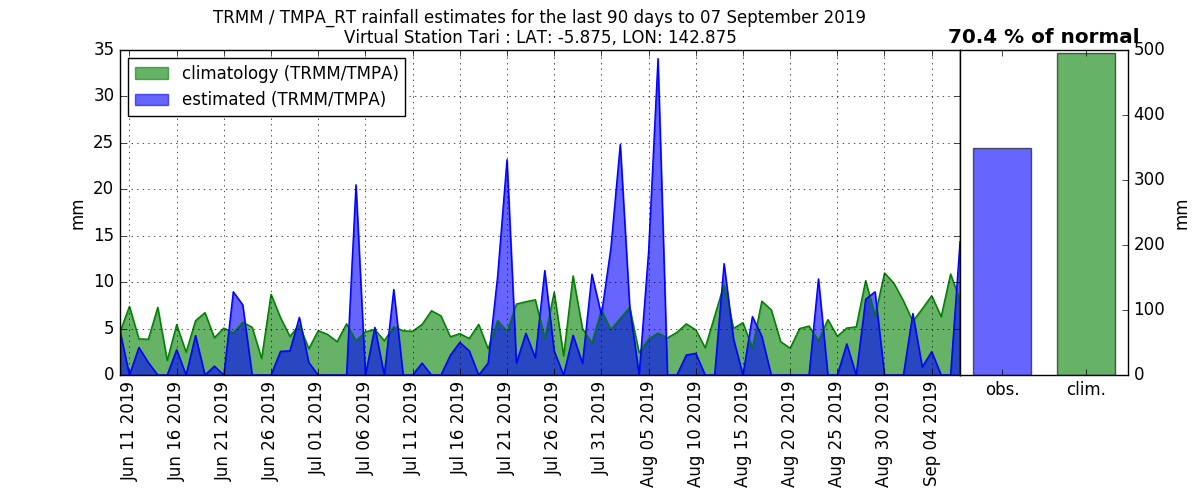 TRMM / TMPA_RT rainfall estimates for the last 90 days to 07 September 2019
Virtual Station Tari : LAT: -5.875, LON: 142.875
70.4 % of normal
climatology (TRMM/TMPA)
estimated (TRMM/TMPA)
mm
35
30
25
20
15
10
5
0
Jun 11 2019
Jun 16 2019
Jun 21 2019
Jun 26 2019
Jul 01 2019
Jul 06 2019
Jul 11 2019
Jul 16 2019
Jul 21 2019
Jul 26 2019
Jul 31 2019
Aug 05 2019
Aug 10 2019
Aug 15 2019
Aug 20 2019
Aug 25 2019
Aug 30 2019
Sep 04 2019
500
400
300
200
100
0
mm
obs.
clim.